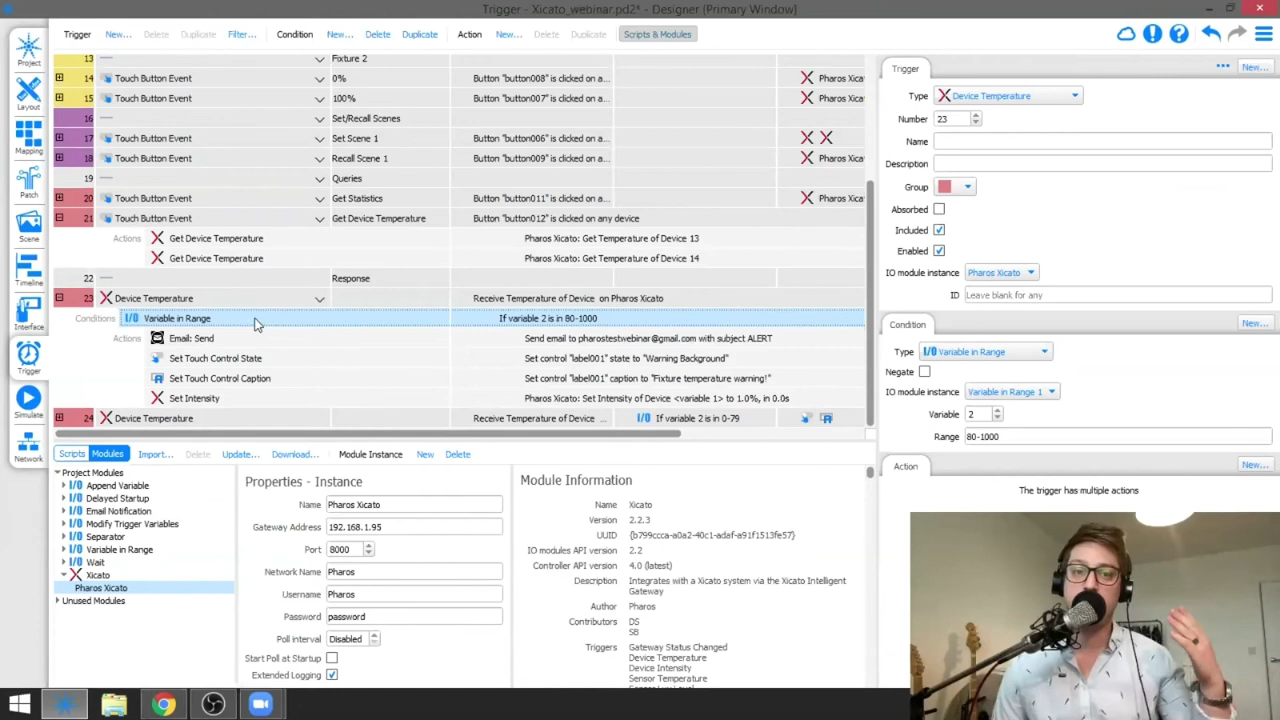 Trigger - Xicato_webinar.pd2* - Designer (Primary Window)
Project
Layout
Mapping
Patch
Scene
Timeline
Interface
Trigger
Simulate
Network
Trigger New... Delete Duplicate Filter... Condition New... Delete Duplicate Action New... Delete Duplicate Scripts & Modules
13 Fixture 2
14 Touch Button Event 0% Button "button008" is clicked on a... Pharos Xica
15 Touch Button Event 100% Button "button007" is clicked on a... Pharos Xica
16 Set/Recall Scenes
17 Touch Button Event Set Scene 1 Button "button006" is clicked on a...
18 Touch Button Event Recall Scene 1 Button "button009" is clicked on a... Pharos Xica
19 Queries
20 Touch Button Event Get Statistics Button "button011" is clicked on a... Pharos Xica
21 Touch Button Event Get Device Temperature Button "button012" is clicked on any device
Actions Get Device Temperature Pharos Xicato: Get Temperature of Device 13
Get Device Temperature Pharos Xicato: Get Temperature of Device 14
22 Response
23 Device Temperature Receive Temperature of Device on Pharos Xicato
Conditions I/O Variable in Range If variable 2 is in 80-1000
Actions Email: Send Send email to pharostestwebinar@gmail.com with subject ALERT
Set Touch Control State Set control "label001" state to "Warning Background"
Set Touch Control Caption Set control "label001" caption to "Fixture temperature warning!"
Set Intensity Pharos Xicato: Set Intensity of Device <variable 1> to 1.0%, in 0.0s
24 Device Temperature Receive Temperature of Device ... I/O If variable 2 is in 0-79
Scripts Modules Import... Delete Update... Download... Module Instance New Delete
Project Modules
I/O Append Variable
I/O Delayed Startup
I/O Email Notification
I/O Modify Trigger Variables
I/O Separator
I/O Variable in Range
I/O Wait
Xicato
Pharos Xicato
Unused Modules
Properties - Instance
Name Pharos Xicato
Gateway Address 192.168.1.95
Port 8000
Network Name Pharos
Username Pharos
Password password
Poll interval Disabled
Start Poll at Startup
Extended Logging
Module Information
Name Xicato
Version 2.2.3
UUID {b799ccca-a0a2-40c1-adaf-a91f1513fe57}
IO modules API version 2.2
Controller API version 4.0 (latest)
Description Integrates with a Xicato system via the Xicato Intelligent
Gateway
Author Pharos
Contributors DS
SB
Triggers Gateway Status Changed
Device Temperature
Device Intensity
Sensor Temperature
Trigger ••• New...
Type Device Temperature
Number 23
Name
Description
Group
Absorbed
Included
Enabled
IO module instance Pharos Xicato
ID Leave blank for any
Condition New...
Type I/O Variable in Range
Negate
IO module instance Variable in Range 1
Variable 2
Range 80-1000
Action New...
The trigger has multiple actions